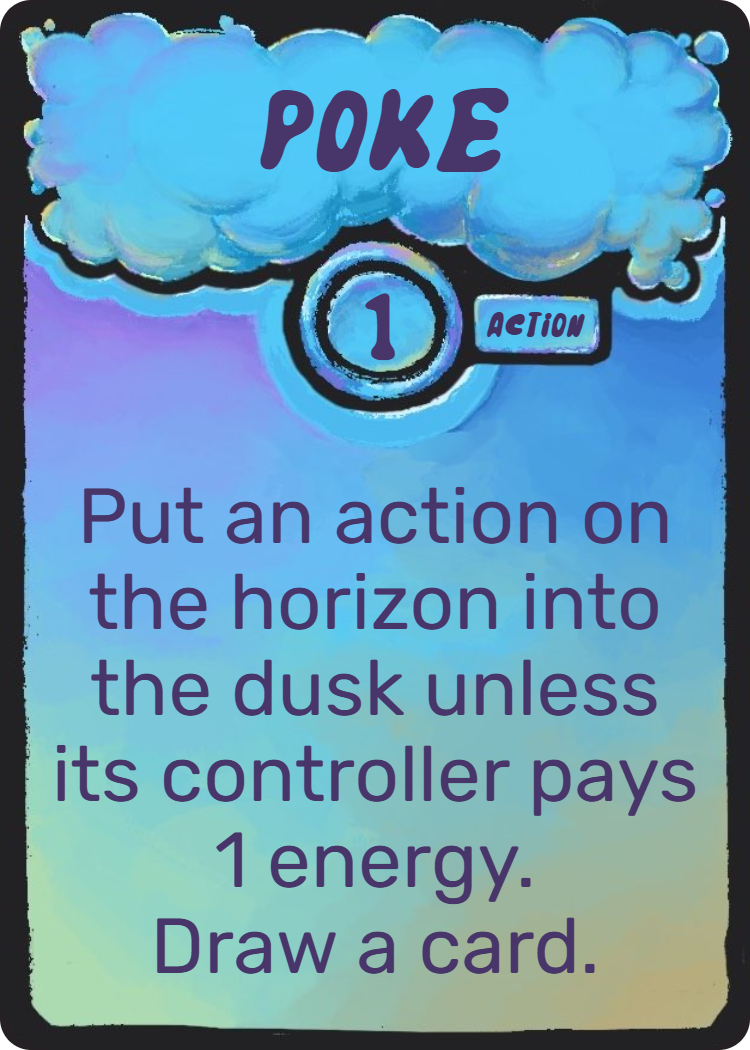 POKE
1
ACTION
Put an action on
the horizon into
the dusk unless
its controller pays
1 energy.
Draw a card.